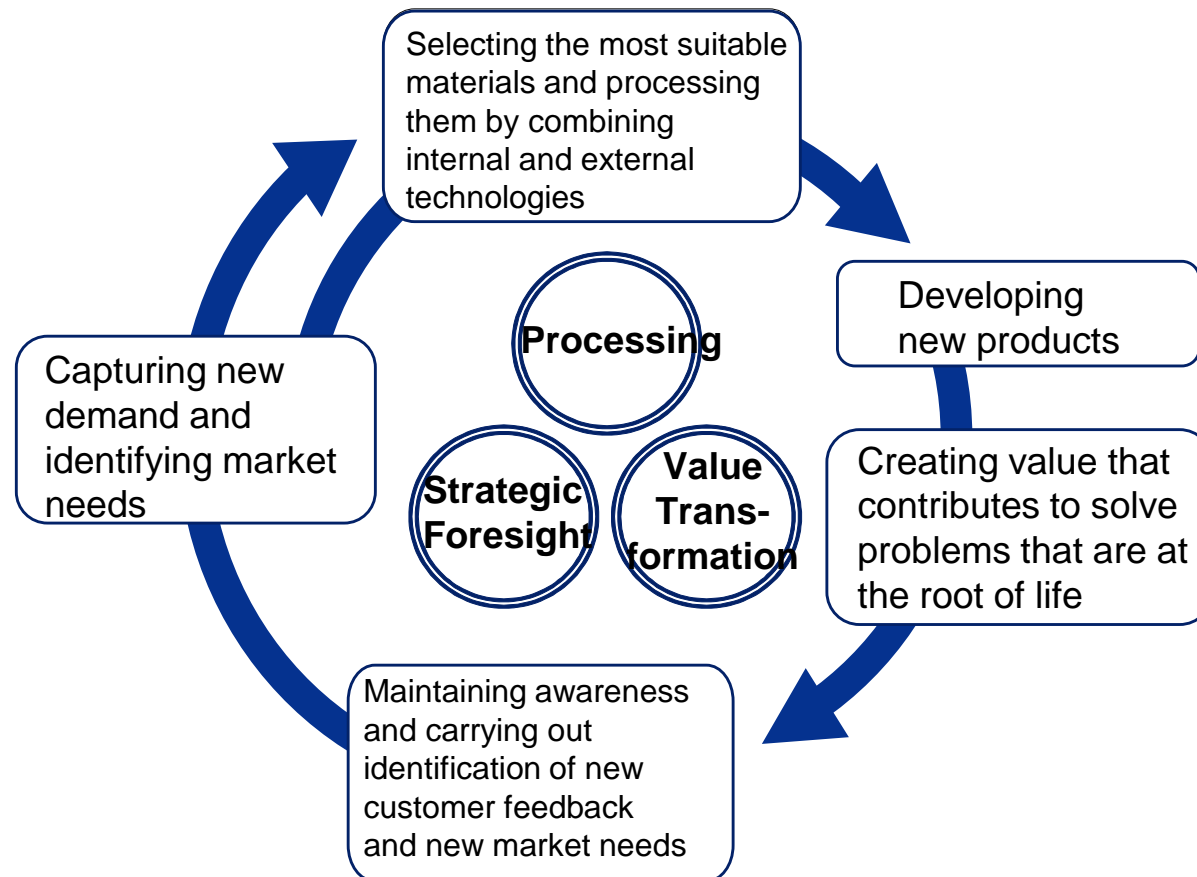 Selecting the most suitable
materials and processing
them by combining
internal and external
technologies
Developing
new products
Creating value that
contributes to solve
problems that are at
the root of life
Maintaining awareness
and carrying out
identification of new
customer feedback
and new market needs
Capturing new
demand and
identifying market
needs
Processing
Strategic
Foresight
Value
Trans-
formation